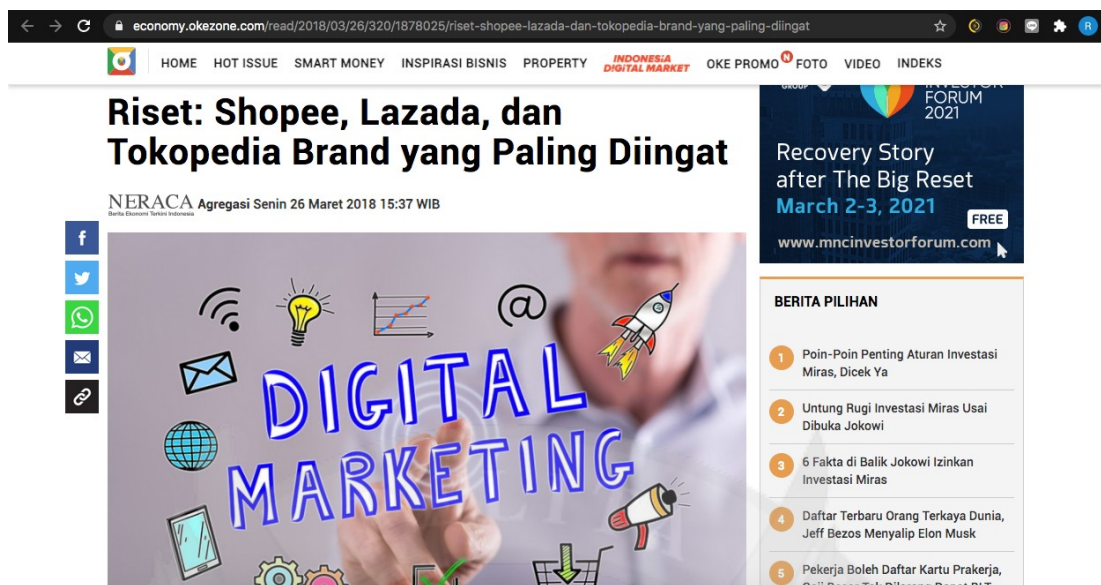 economy.okezone.com/read/2018/03/26/320/1878025/riset-shopee-lazada-dan-tokopedia-brand-yang-paling-diingat
R
HOME HOT ISSUE SMART MONEY INSPIRASI BISNIS PROPERTY INDONESIA DIGITAL MARKET OKE PROMO N FOTO VIDEO INDEKS
Riset: Shopee, Lazada, dan
Tokopedia Brand yang Paling Diingat
NERACA Agregasi Senin 26 Maret 2018 15:37 WIB
Berita Ekonomi Terkini Indonesia
DIGITAL
MARKETING
GROUP
INVESTOR
FORUM
2021
Recovery Story
after The Big Reset
March 2-3, 2021
FREE
www.mncinvestorforum.com
BERITA PILIHAN
1 Poin-Poin Penting Aturan Investasi
Miras, Dicek Ya
2 Untung Rugi Investasi Miras Usai
Dibuka Jokowi
3 6 Fakta di Balik Jokowi Izinkan
Investasi Miras
4 Daftar Terbaru Orang Terkaya Dunia,
Jeff Bezos Menyalip Elon Musk
5 Pekerja Boleh Daftar Kartu Prakerja,